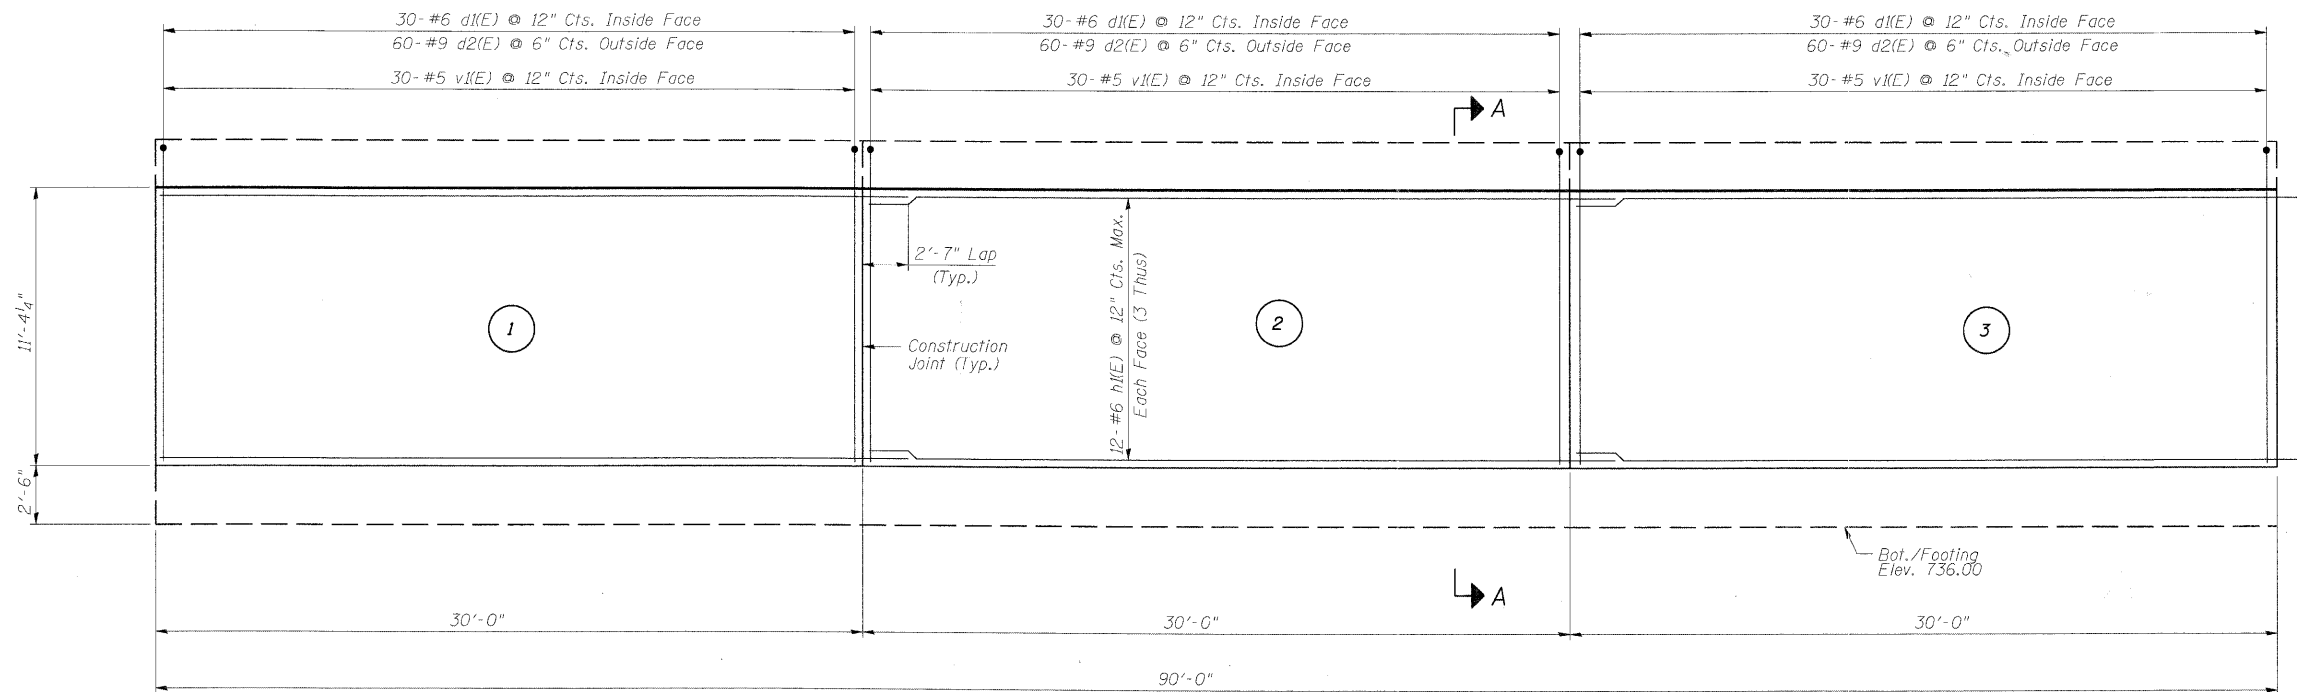 30-#6 d1(E) @ 12" Cts. Inside Face
60-#9 d2(E) @ 6" Cts. Outside Face
30-#5 v1(E) @ 12" Cts. Inside Face
30-#6 d1(E) @ 12" Cts. Inside Face
60-#9 d2(E) @ 6" Cts. Outside Face
30-#5 v1(E) @ 12" Cts. Inside Face
30-#6 d1(E) @ 12" Cts. Inside Face
60-#9 d2(E) @ 6" Cts. Outside Face
30-#5 v1(E) @ 12" Cts. Inside Face
A
11'-4¼"
2'-6"
1
2'-7" Lap
(Typ.)
Construction
Joint (Typ.)
12-#6 h1(E) @ 12" Cts. Max.
Each Face (3 Thus)
2
3
Bot./Footing
Elev. 736.00
A
30'-0"
30'-0"
30'-0"
90'-0"